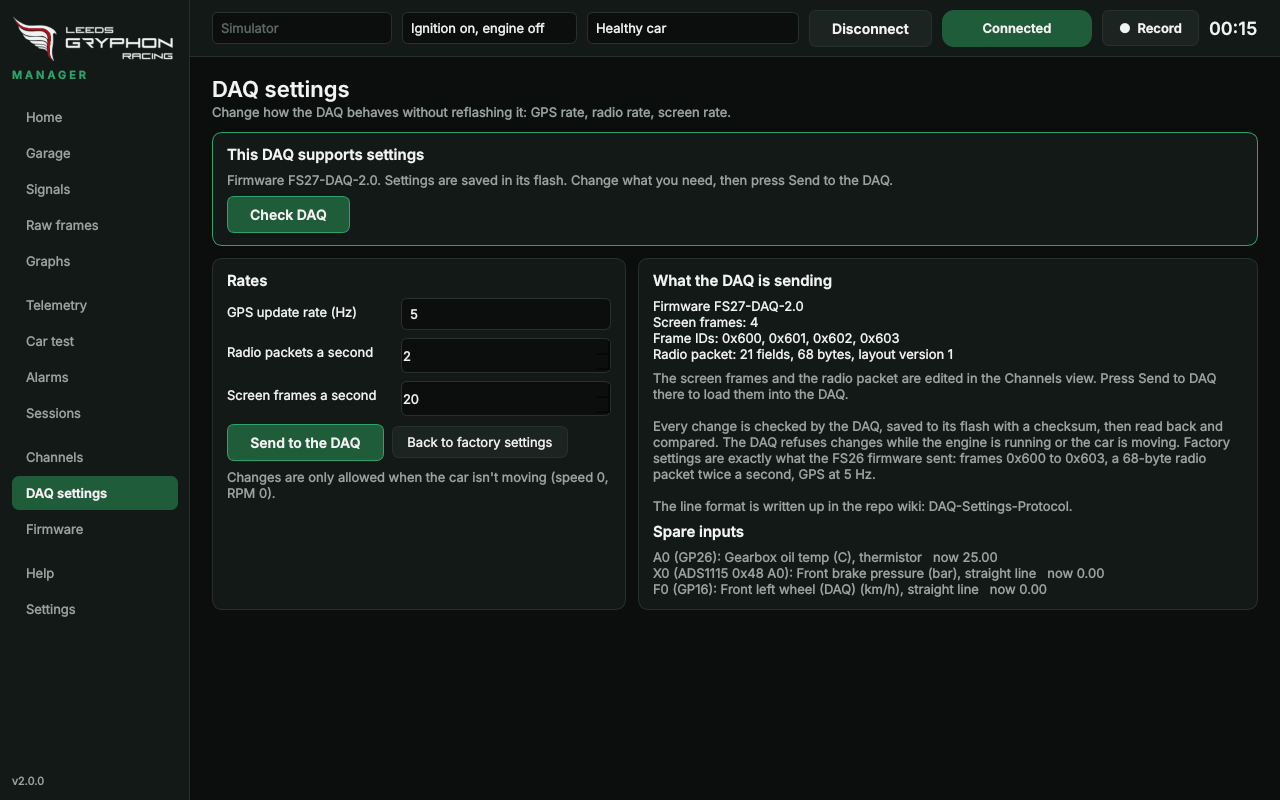 LEEDS
GRYPHON
RACING
MANAGER
Home
Garage
Signals
Raw frames
Graphs
Telemetry
Car test
Alarms
Sessions
Channels
DAQ settings
Firmware
Help
Settings
v2.0.0
Simulator
Ignition on, engine off
Healthy car
Disconnect
Connected
Record
00:15
DAQ settings
Change how the DAQ behaves without reflashing it: GPS rate, radio rate, screen rate.
This DAQ supports settings
Firmware FS27-DAQ-2.0. Settings are saved in its flash. Change what you need, then press Send to the DAQ.
Check DAQ
Rates
GPS update rate (Hz)
5
Radio packets a second
2
Screen frames a second
20
Send to the DAQ
Back to factory settings
Changes are only allowed when the car isn't moving (speed 0,
RPM 0).
What the DAQ is sending
Firmware FS27-DAQ-2.0
Screen frames: 4
Frame IDs: 0x600, 0x601, 0x602, 0x603
Radio packet: 21 fields, 68 bytes, layout version 1
The screen frames and the radio packet are edited in the Channels view. Press Send to DAQ
there to load them into the DAQ.
Every change is checked by the DAQ, saved to its flash with a checksum, then read back and
compared. The DAQ refuses changes while the engine is running or the car is moving. Factory
settings are exactly what the FS26 firmware sent: frames 0x600 to 0x603, a 68-byte radio
packet twice a second, GPS at 5 Hz.
The line format is written up in the repo wiki: DAQ-Settings-Protocol.
Spare inputs
A0 (GP26): Gearbox oil temp (C), thermistor now 25.00
X0 (ADS1115 0x48 A0): Front brake pressure (bar), straight line now 0.00
F0 (GP16): Front left wheel (DAQ) (km/h), straight line now 0.00